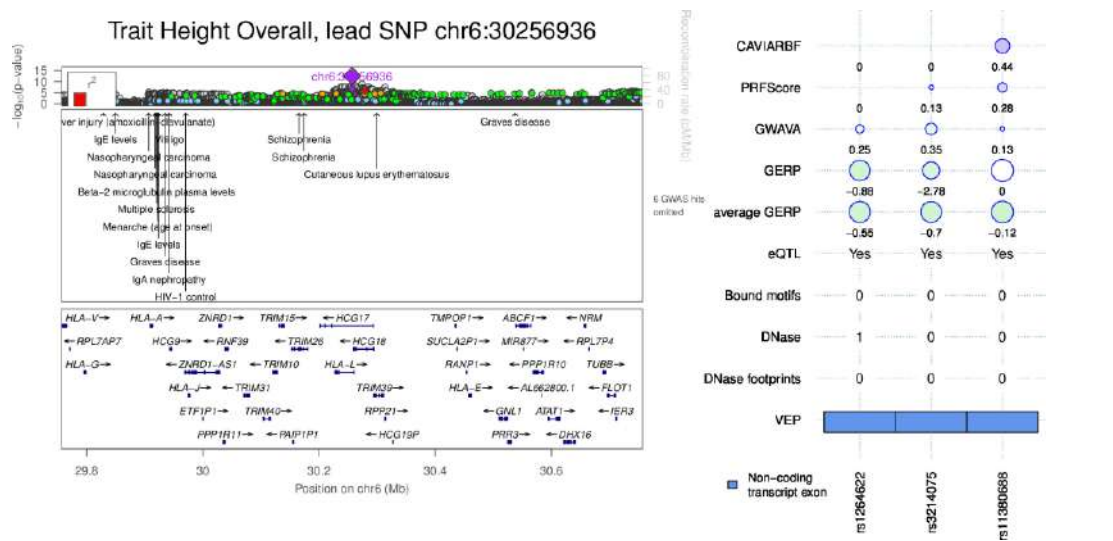 Trait Height Overall, lead SNP chr6:30256936
−log10(p−value)
15
10
5
0
r2
chr6:30256936
80
40
0
Recombination rate (cM/Mb)
ver injury (amoxicillin−clavulanate)
Graves disease
IgE levels
Vitiligo
Schizophrenia
Nasopharyngeal carcinoma
Schizophrenia
Nasopharyngeal carcinoma
Cutaneous lupus erythematosus
Beta−2 microglubulin plasma levels
Multiple sclerosis
Menarche (age at onset)
IgE levels
Graves disease
IgA nephropathy
HIV−1 control
6 GWAS hits
omitted
HLA−V→ HLA−A→ ZNRD1→ TRIM15→ ←HCG17 TMPOP1→ ABCF1→ ←NRM
←RPL7AP7 HCG9→ ←RNF39 ←TRIM26 ←HCG18 SUCLA2P1→ MIR877→ ←RPL7P4
HLA−G→ ←ZNRD1−AS1 ←TRIM10 HLA−L→ RANP1→ ←PPP1R10 TUBB→
HLA−J→ ←TRIM31 TRIM39→ HLA−E→ ←AL662800.1 ←FLOT1
ETF1P1→ TRIM40→ RPP21→ ←GNL1 ATAT1→ ←IER3
←PPP1R11→ ←PAIP1P1 ←HCG19P PRR3→ ←DHX16
29.8 30 30.2 30.4 30.6
Position on chr6 (Mb)
CAVIARBF
0 0 0.44
PRFScore
0 0.13 0.28
GWAVA
0.25 0.35 0.13
GERP
−0.88 −2.78 0
average GERP
−0.55 −0.7 −0.12
eQTL Yes Yes Yes
Bound motifs 0 0 0
DNase 1 0 0
DNase footprints 0 0 0
VEP
Non−coding
transcript exon
rs1264622
rs3214075
rs11380688